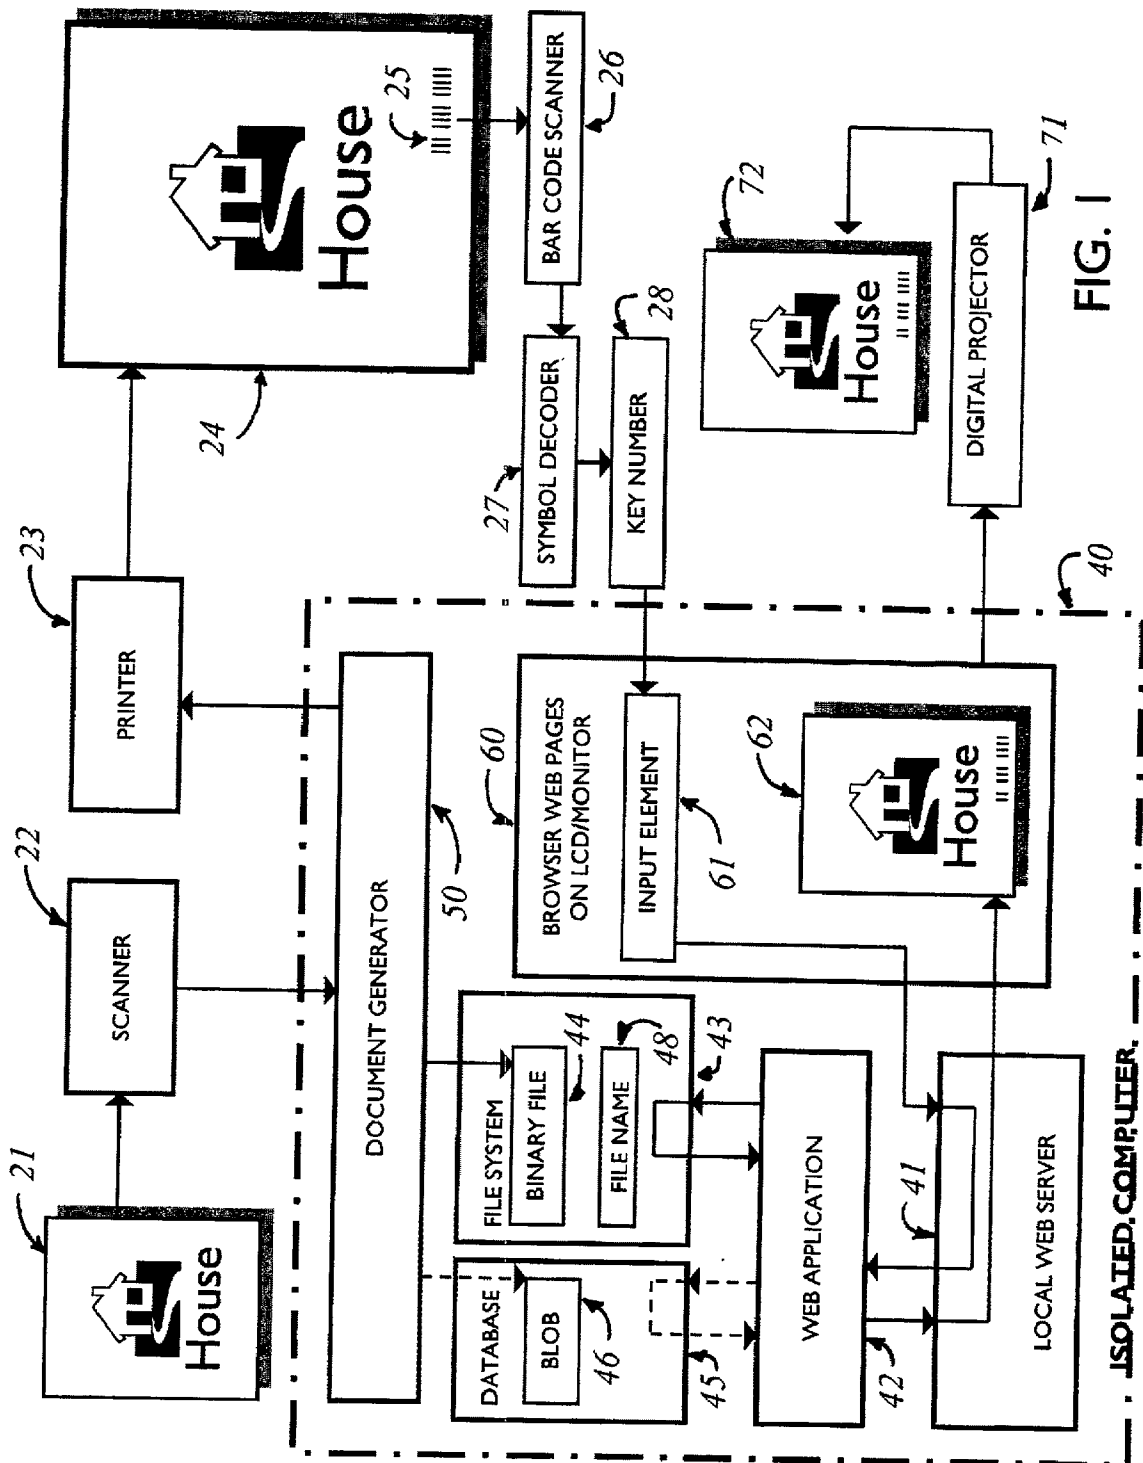 21
House
SCANNER
22
PRINTER
23
24
House
25
BAR CODE SCANNER
26
SYMBOL DECODER
27
KEY NUMBER
28
DOCUMENT GENERATOR
50
DATABASE
BLOB
46
45
FILE SYSTEM
BINARY FILE
44
FILE NAME
48
43
WEB APPLICATION
42
LOCAL WEB SERVER
41
ISOLATED COMPUTER
40
BROWSER WEB PAGES
ON LCD/MONITOR
60
INPUT ELEMENT
61
62
House
72
House
DIGITAL PROJECTOR
71
FIG. 1